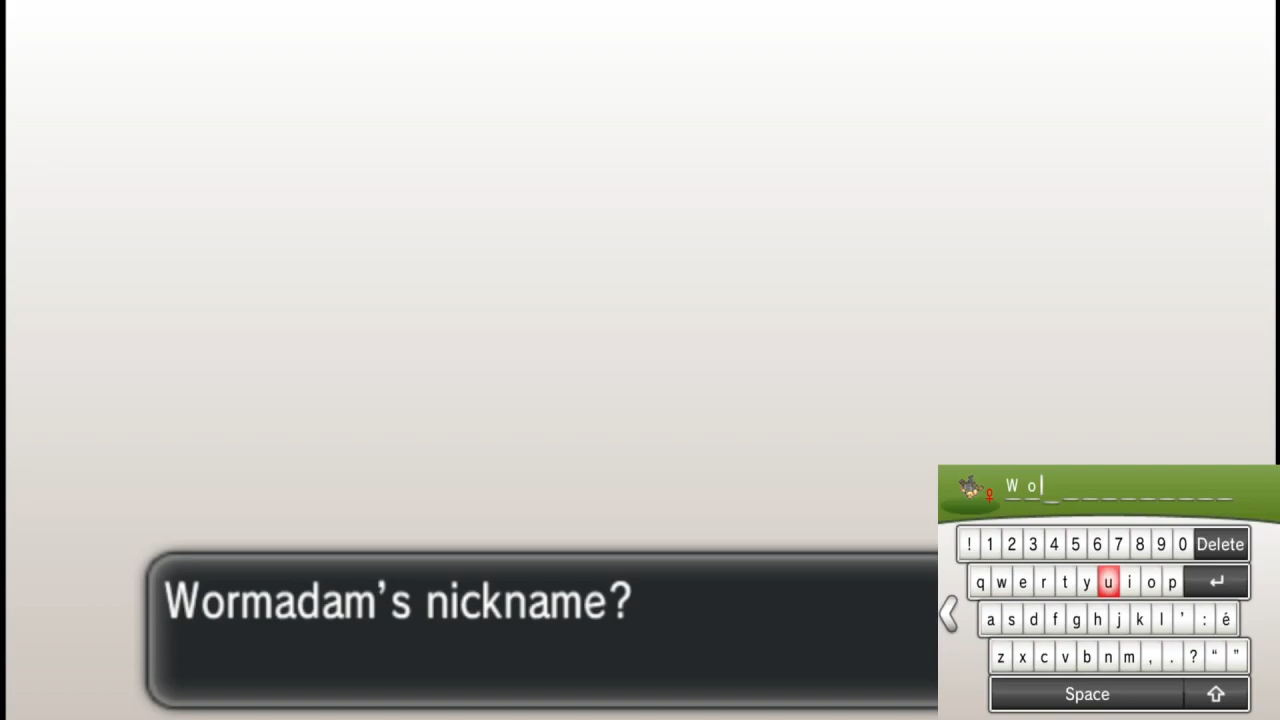 Wo
! 1 2 3 4 5 6 7 8 9 0 Delete
q w e r t y u i o p ↵
a s d f g h j k l ' : é
z x c v b n m , . ? “ ”
Space
Wormadam's nickname?